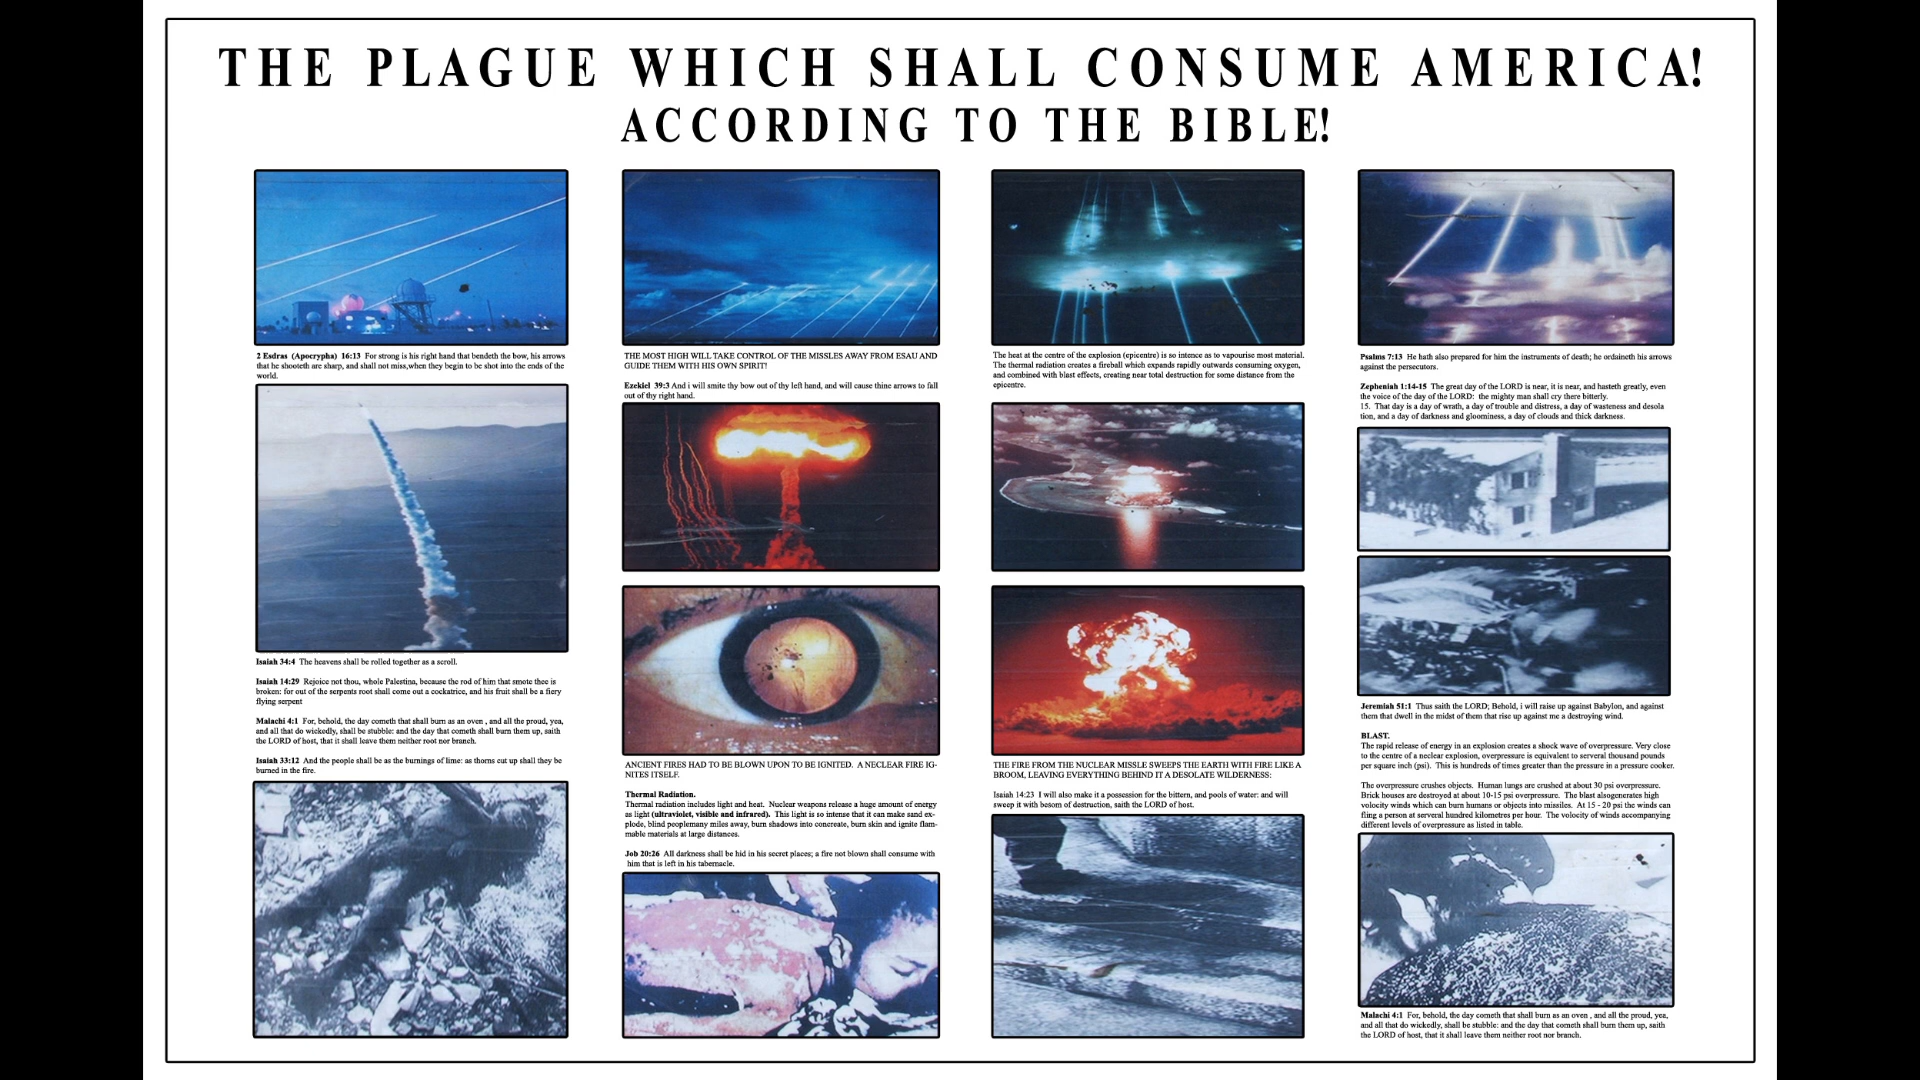 THE PLAGUE WHICH SHALL CONSUME AMERICA!
ACCORDING TO THE BIBLE!
2 Esdras (Apocrypha) 16:13 For strong is his right hand that bendeth the bow, his arrows
that he shooteth are sharp, and shall not miss,when they begin to be shot into the ends of the
world.
Isaiah 34:4 The heavens shall be rolled together as a scroll.
Isaiah 14:29 Rejoice not thou, whole Palestina, because the rod of him that smote thee is
broken: for out of the serpents root shall come out a cockatrice, and his fruit shall be a fiery
flying serpent
Malachi 4:1 For, behold, the day cometh that shall burn as an oven , and all the proud, yea,
and all that do wickedly, shall be stubble: and the day that cometh shall burn them up, saith
the LORD of host, that it shall leave them neither root nor branch.
Isaiah 33:12 And the people shall be as the burnings of lime: as thorns cut up shall they be
burned in the fire.
THE MOST HIGH WILL TAKE CONTROL OF THE MISSLES AWAY FROM ESAU AND
GUIDE THEM WITH HIS OWN SPIRIT!
Ezekiel 39:3 And i will smite thy bow out of thy left hand, and will cause thine arrows to fall
out of thy right hand.
ANCIENT FIRES HAD TO BE BLOWN UPON TO BE IGNITED. A NECLEAR FIRE IG-
NITES ITSELF.
Thermal Radiation.
Thermal radiation includes light and heat. Nuclear weapons release a huge amount of energy
as light (ultraviolet, visible and infrared). This light is so intense that it can make sand ex-
plode, blind peoplemany miles away, burn shadows into concreate, burn skin and ignite flam-
mable materials at large distances.
Job 20:26 All darkness shall be hid in his secret places; a fire not blown shall consume with
him that is left in his tabernacle.
The heat at the centre of the explosion (epicentre) is so intence as to vapourise most material.
The thermal radiation creates a fireball which expands rapidly outwards consuming oxygen,
and combined with blast effects, creating near total destruction for some distance from the
epicentre.
THE FIRE FROM THE NUCLEAR MISSLE SWEEPS THE EARTH WITH FIRE LIKE A
BROOM, LEAVING EVERYTHING BEHIND IT A DESOLATE WILDERNESS:
Isaiah 14:23 I will also make it a possession for the bittern, and pools of water: and will
sweep it with besom of destruction, saith the LORD of host.
Psalms 7:13 He hath also prepared for him the instruments of death; he ordaineth his arrows
against the persecutors.
Zepheniah 1:14-15 The great day of the LORD is near, it is near, and hasteth greatly, even
the voice of the day of the LORD: the mighty man shall cry there bitterly.
15. That day is a day of wrath, a day of trouble and distress, a day of wasteness and desola
tion, and a day of darkness and gloominess, a day of clouds and thick darkness.
Jeremiah 51:1 Thus saith the LORD; Behold, i will raise up against Babylon, and against
them that dwell in the midst of them that rise up against me a destroying wind.
BLAST.
The rapid release of energy in an explosion creates a shock wave of overpressure. Very close
to the centre of a nuclear explosion, overpressure is equivalent to serveral thousand pounds
per square inch (psi). This is hundreds of times greater than the pressure in a pressure cooker.
The overpressure crushes objects. Human lungs are crushed at about 30 psi overpressure.
Brick houses are destroyed at about 10-15 psi overpressure. The blast alsogenerates high
volocity winds which can burn humans or objects into missiles. At 15 - 20 psi the winds can
fling a person at serveral hundred kilometres per hour. The volocity of winds accompanying
different levels of overpressure as listed in table.
Malachi 4:1 For, behold, the day cometh that shall burn as an oven , and all the proud, yea,
and all that do wickedly, shall be stubble: and the day that cometh shall burn them up, saith
the LORD of host, that it shall leave them neither root nor branch.